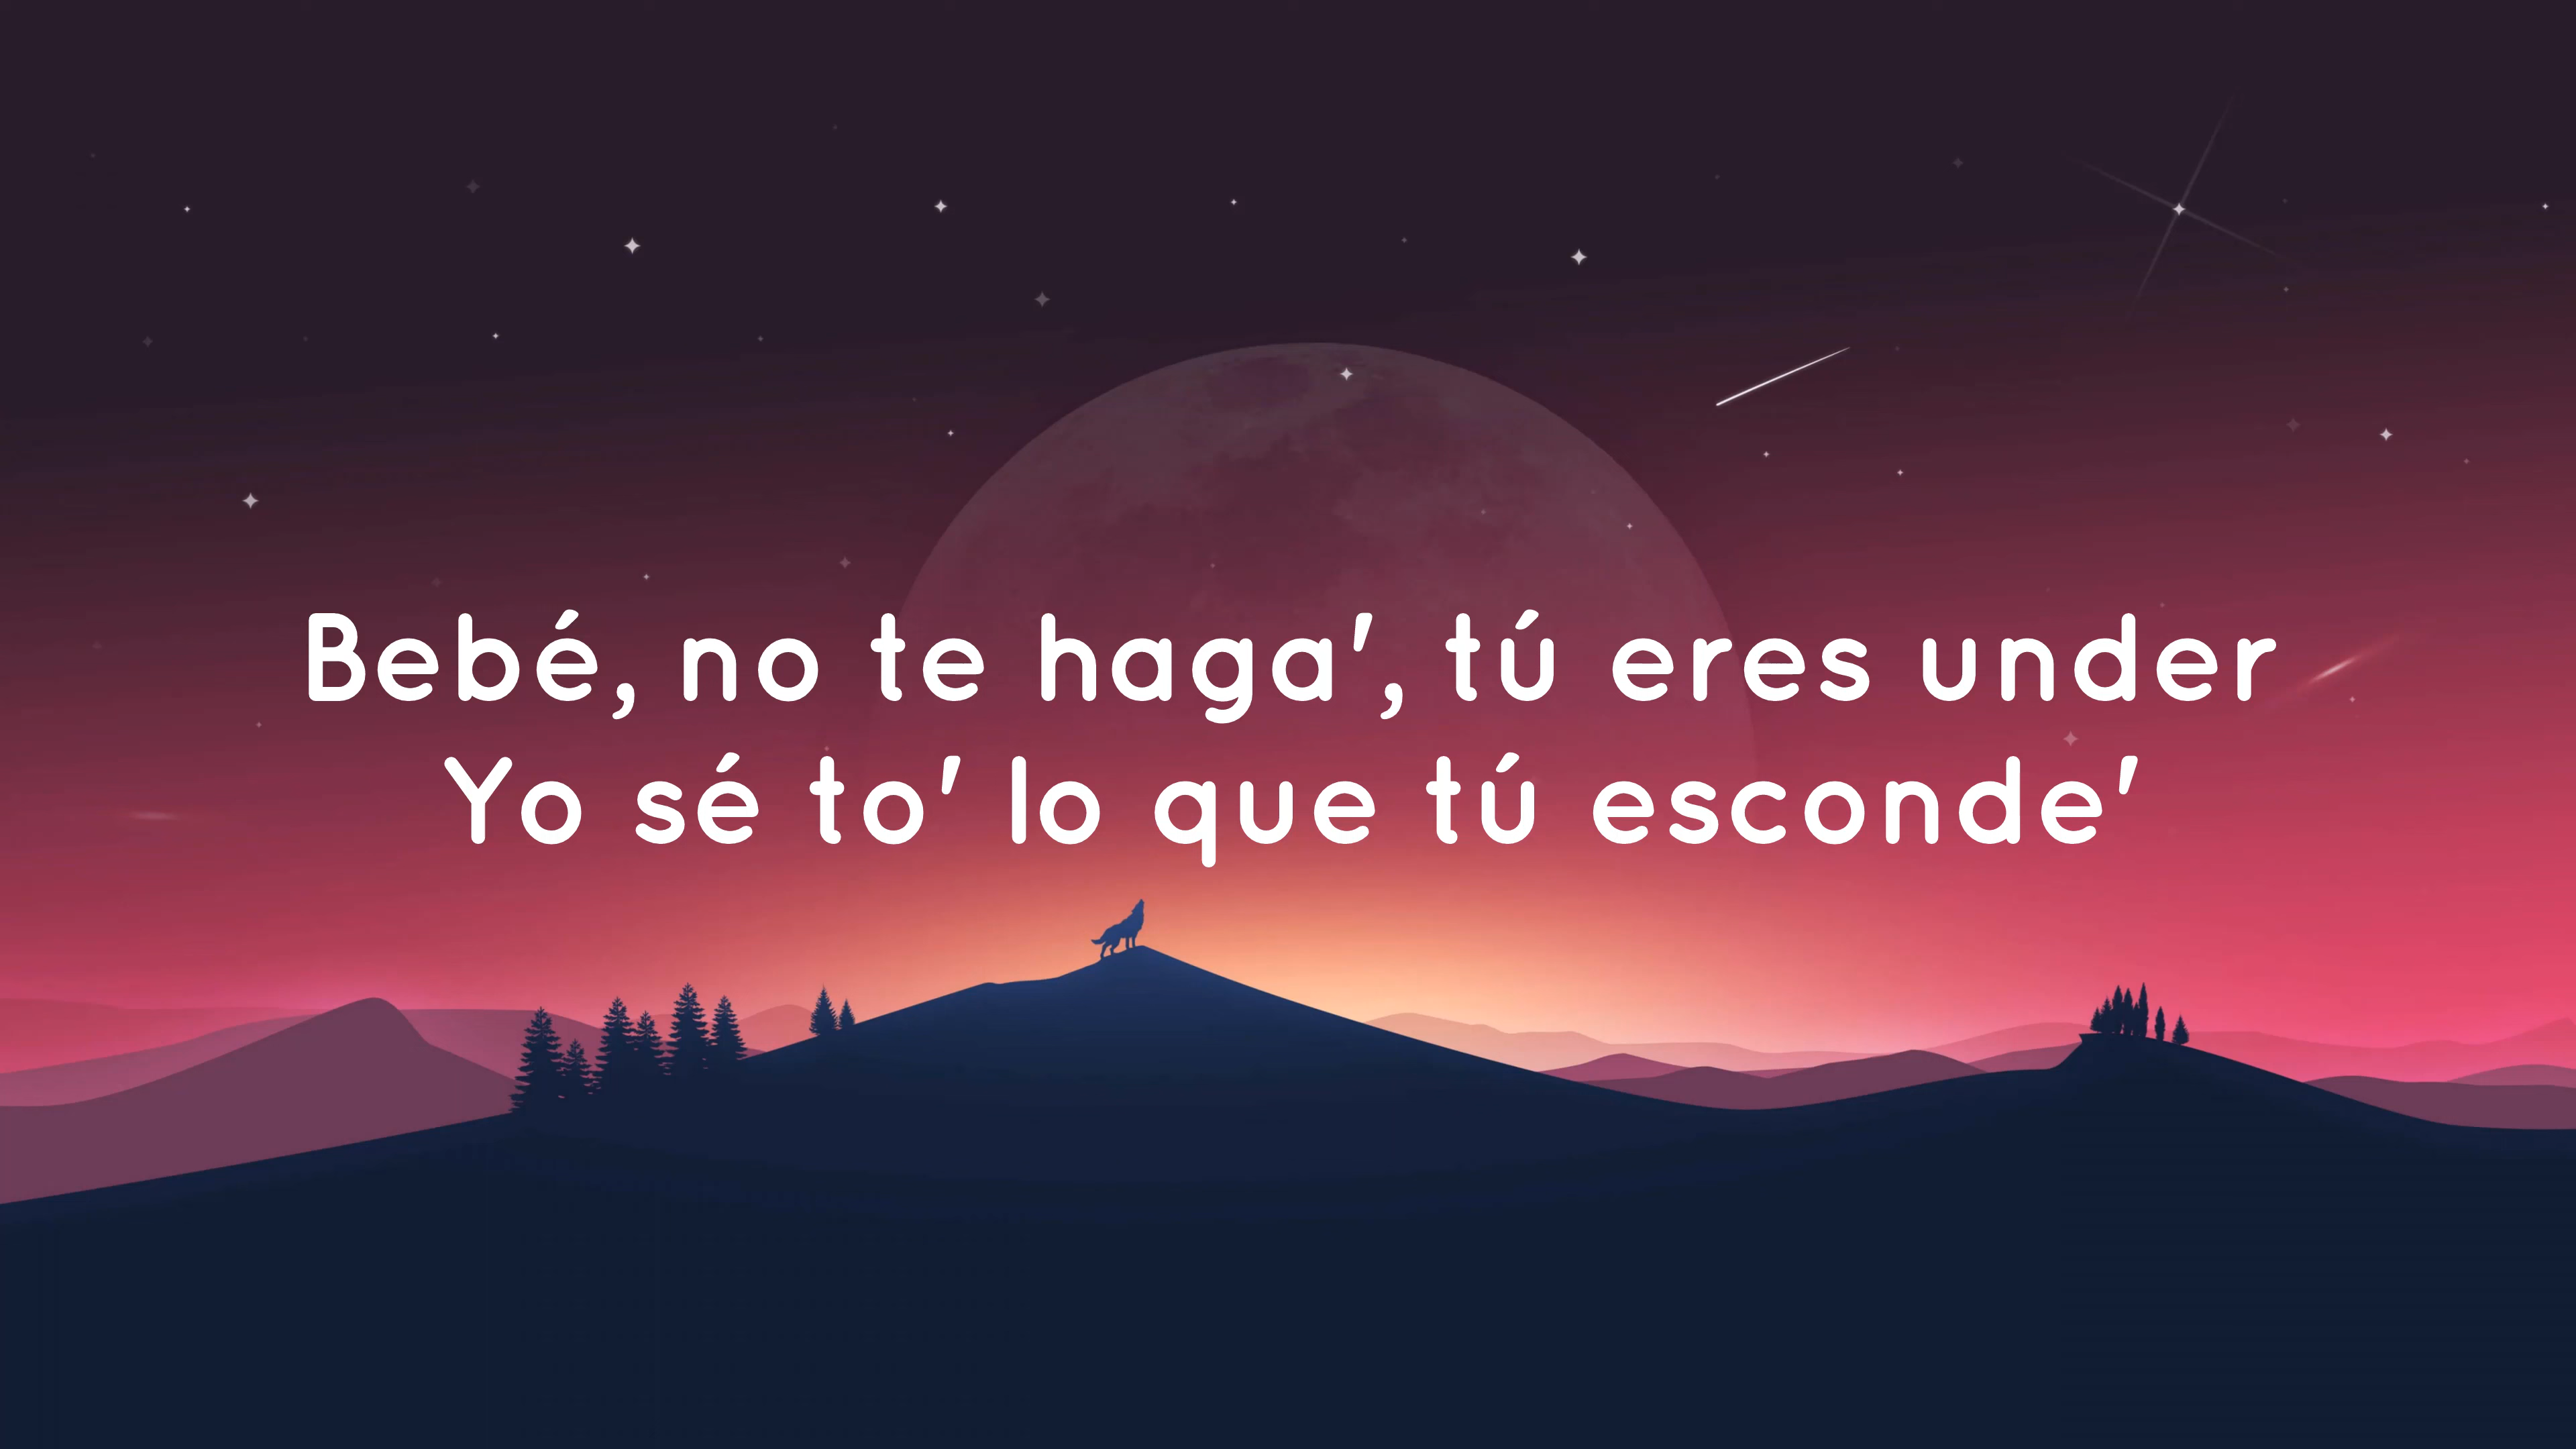 Bebé, no te haga', tú eres under
Yo sé to' lo que tú esconde'